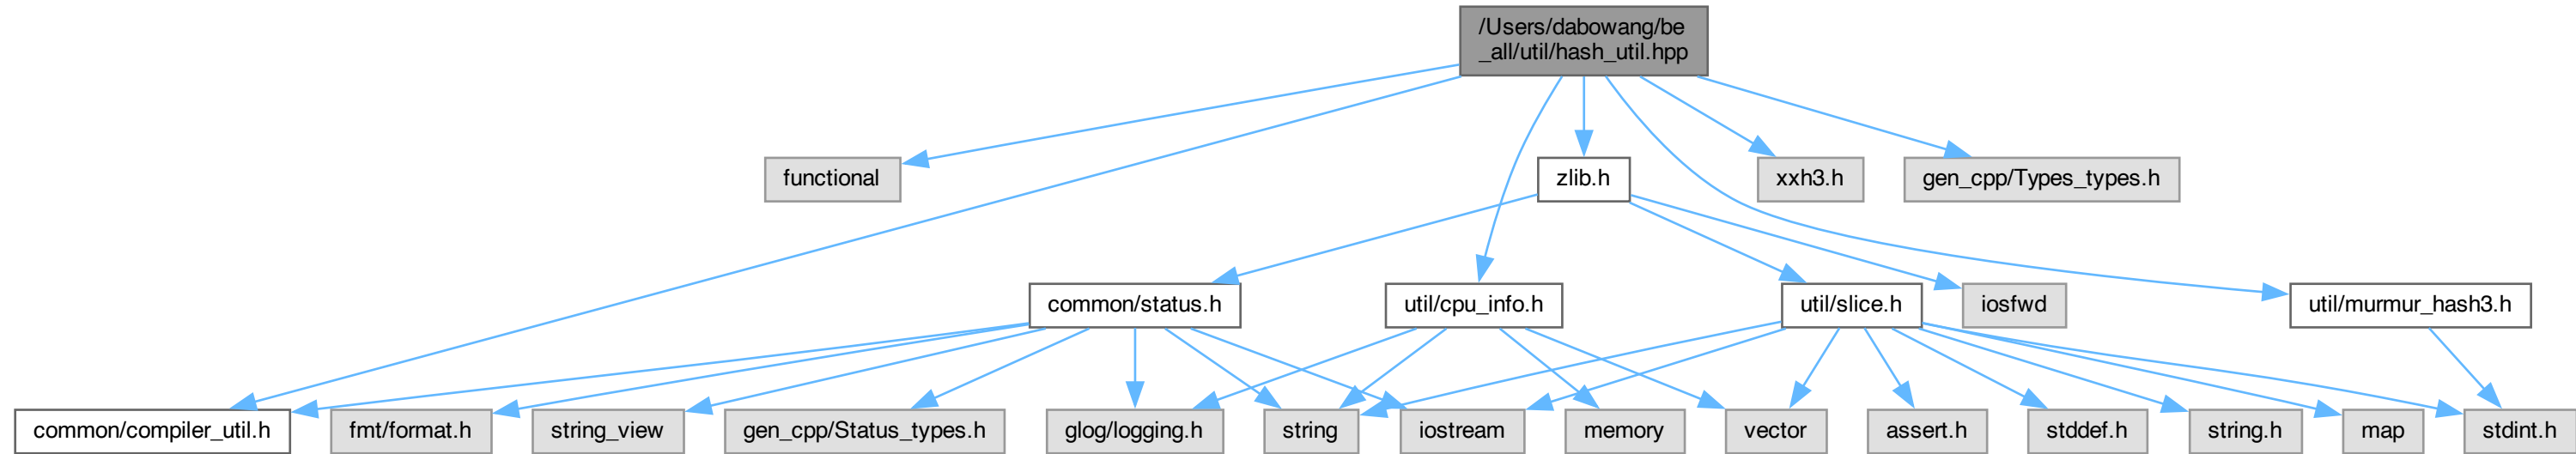 /Users/dabowang/be
_all/util/hash_util.hpp
functional
zlib.h
xxh3.h
gen_cpp/Types_types.h
common/status.h
util/cpu_info.h
util/slice.h
iosfwd
util/murmur_hash3.h
common/compiler_util.h
fmt/format.h
string_view
gen_cpp/Status_types.h
glog/logging.h
string
iostream
memory
vector
assert.h
stddef.h
string.h
map
stdint.h